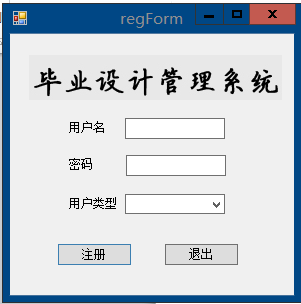 regForm
毕业设计管理系统
用户名
密码
用户类型
注册 退出